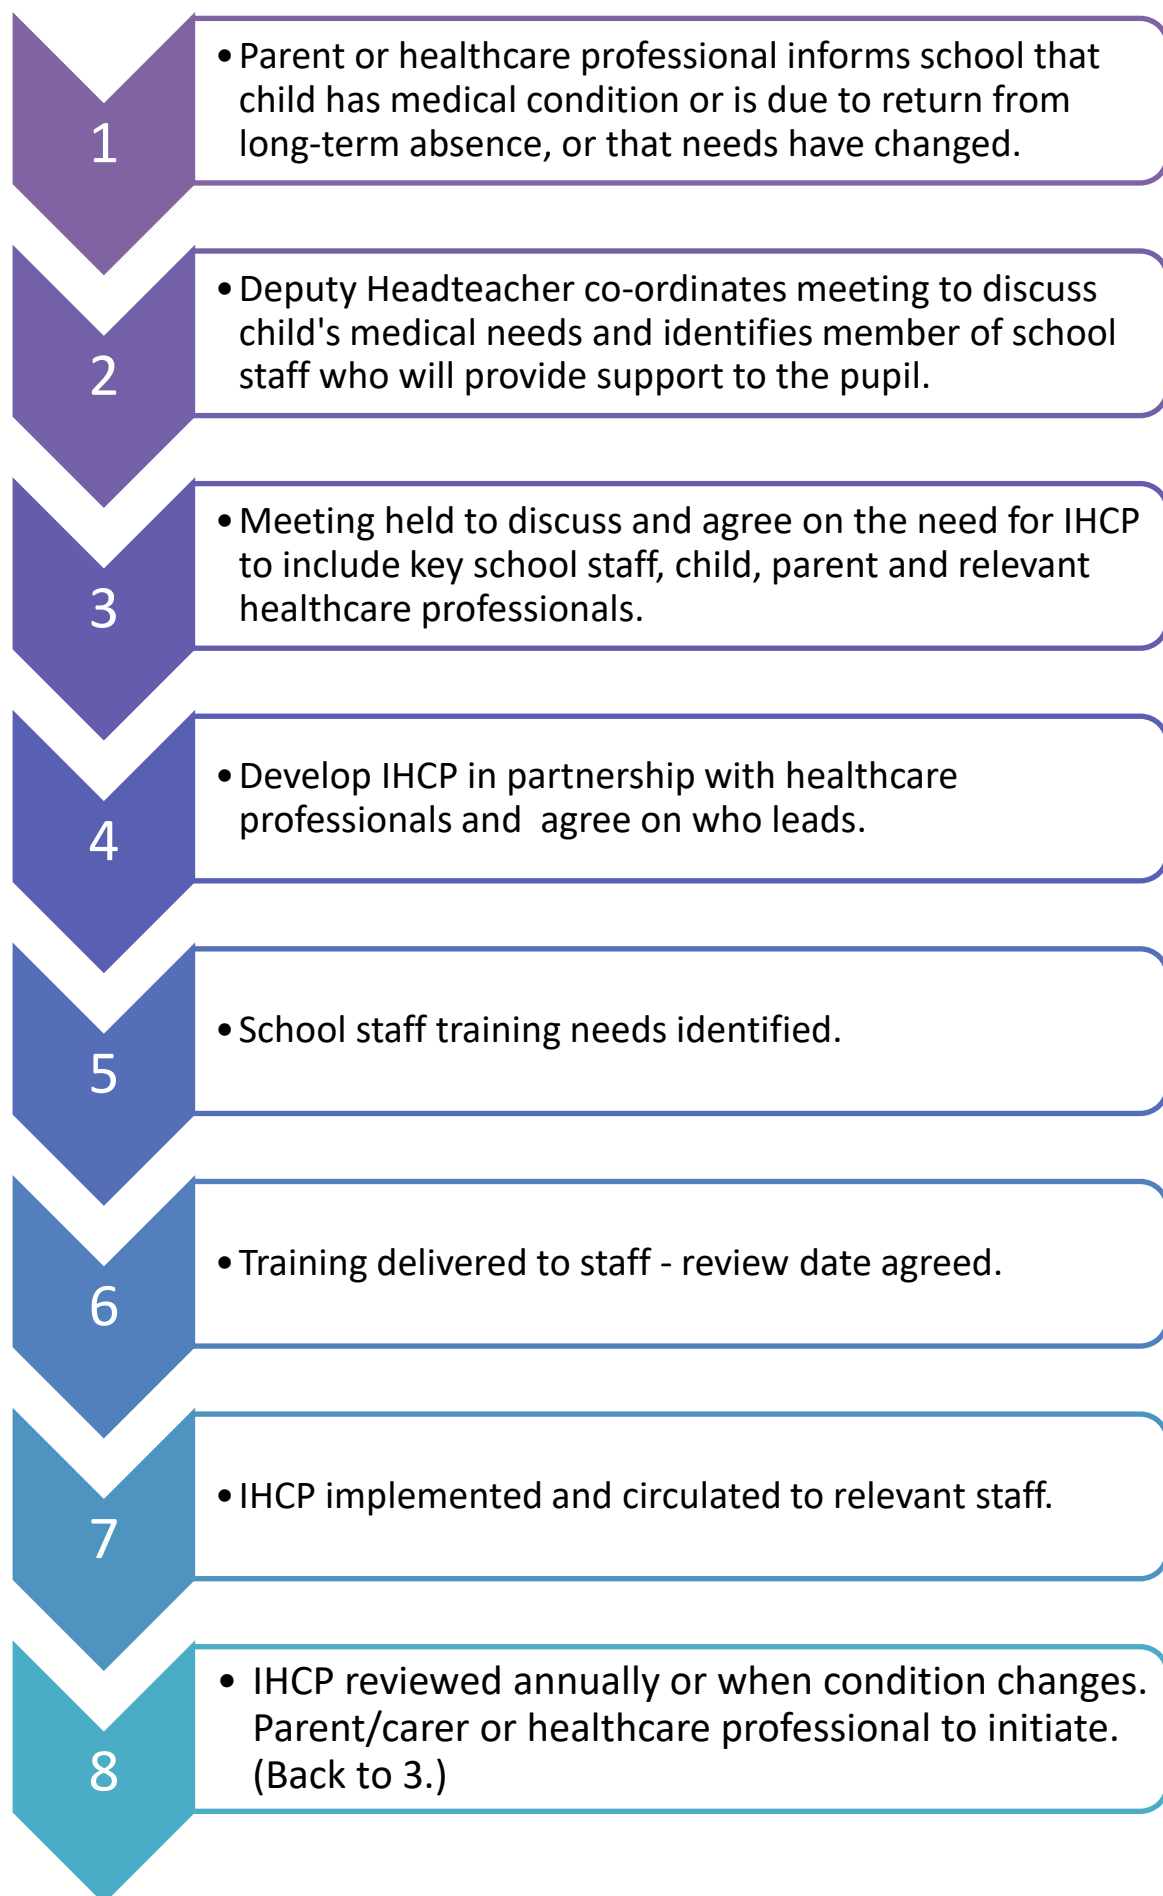 1
• Parent or healthcare professional informs school that
child has medical condition or is due to return from
long-term absence, or that needs have changed.
2
• Deputy Headteacher co-ordinates meeting to discuss
child's medical needs and identifies member of school
staff who will provide support to the pupil.
3
• Meeting held to discuss and agree on the need for IHCP
to include key school staff, child, parent and relevant
healthcare professionals.
4
• Develop IHCP in partnership with healthcare
professionals and  agree on who leads.
5
• School staff training needs identified.
6
• Training delivered to staff - review date agreed.
7
• IHCP implemented and circulated to relevant staff.
8
• IHCP reviewed annually or when condition changes.
Parent/carer or healthcare professional to initiate.
(Back to 3.)